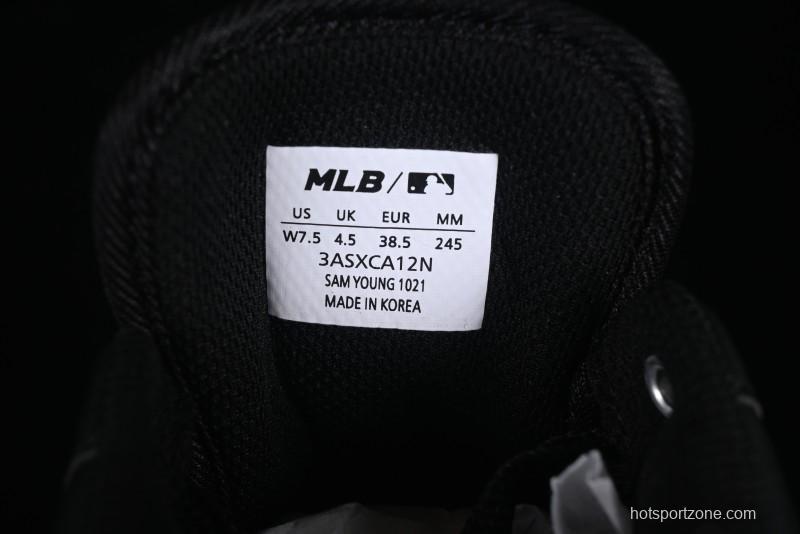 MLB /
US UK EUR MM
W7.5 4.5 38.5 245
3ASXCA12N
SAM YOUNG 1021
MADE IN KOREA
hotsportzone.com